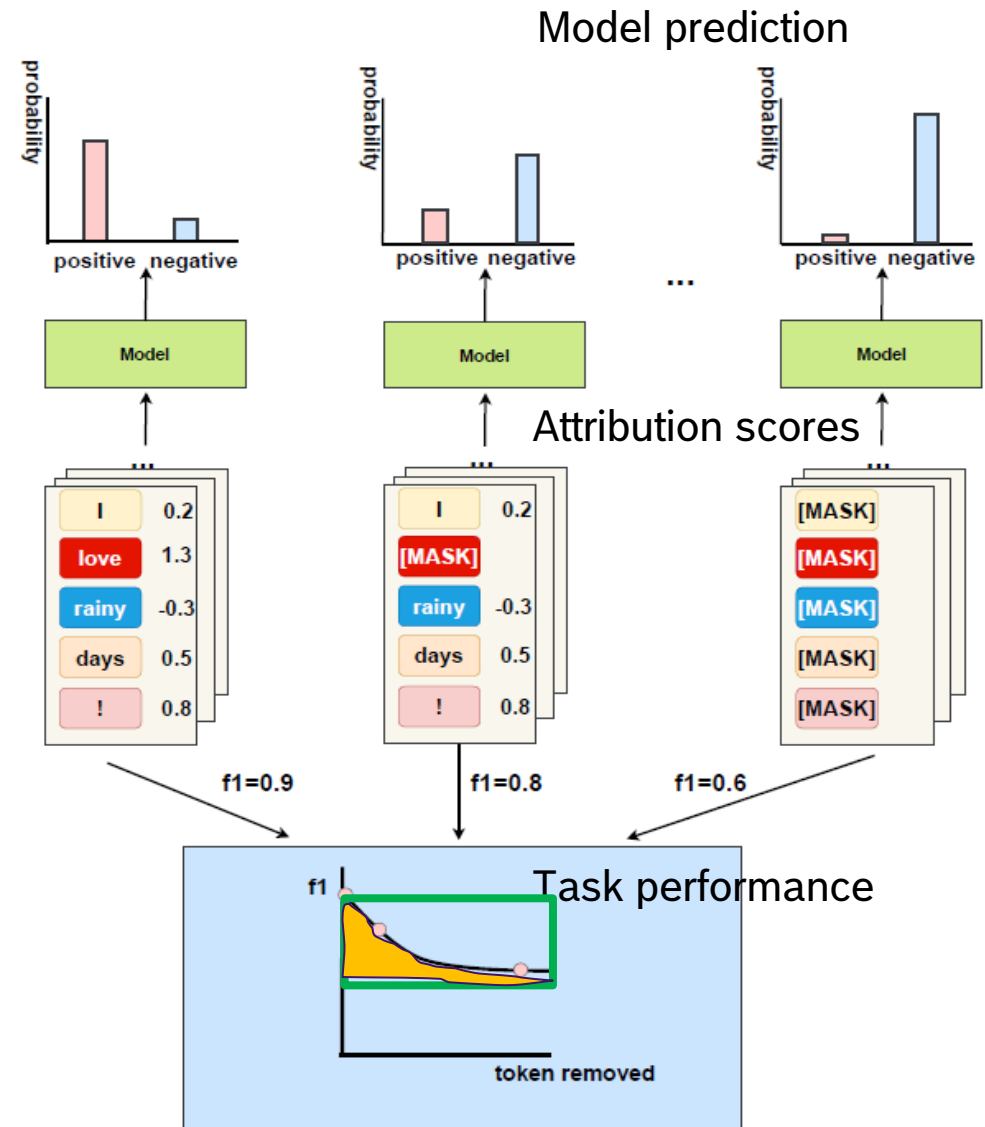 Model prediction
probability
probability
probability
positive negative
positive negative
positive negative
...
Model
Model
Model
Attribution scores
...
...
...
I 0.2
love 1.3
rainy -0.3
days 0.5
! 0.8
I 0.2
[MASK]
rainy -0.3
days 0.5
! 0.8
[MASK]
[MASK]
[MASK]
[MASK]
[MASK]
f1=0.9
f1=0.8
f1=0.6
f1
Task performance
token removed